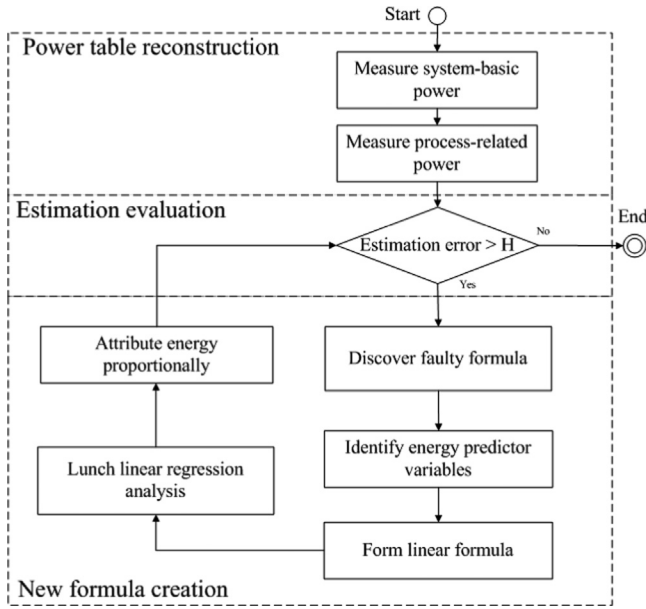 Start
Power table reconstruction
Measure system-basic
power
Measure process-related
power
Estimation evaluation
Estimation error > H
No
End
Yes
Discover faulty formula
Identify energy predictor
variables
Form linear formula
Lunch linear regression
analysis
Attribute energy
proportionally
New formula creation